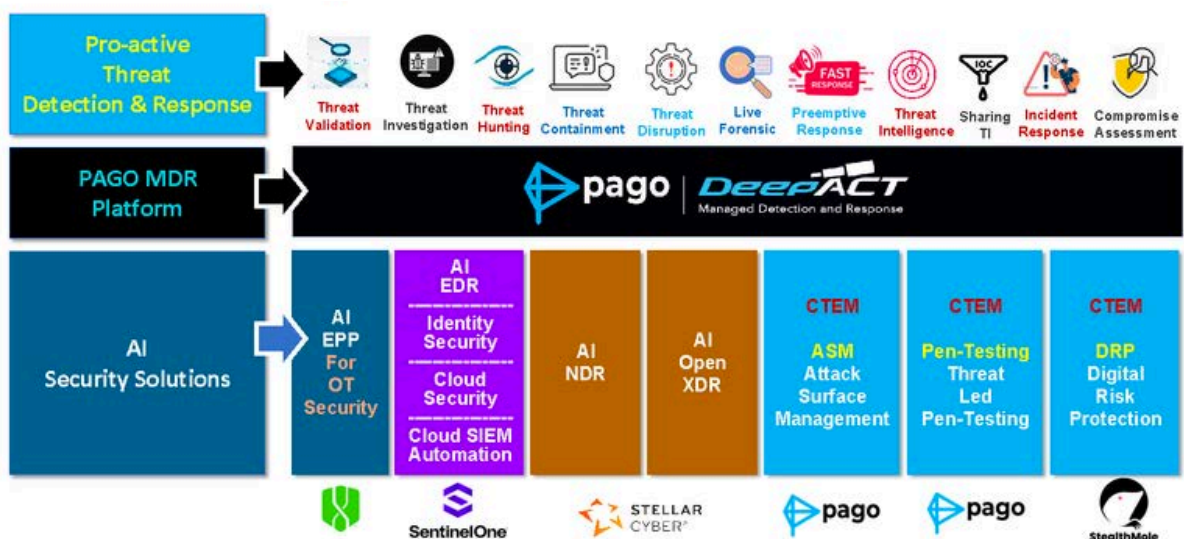 Pro-active
Threat
Detection & Response
Threat
Validation
Threat
Investigation
Threat
Hunting
Threat
Containment
Threat
Disruption
Live
Forensic
FAST
RESPONSE
Preemptive
Response
Threat
Intelligence
IOC
Sharing
TI
Incident
Response
Compromise
Assessment
PAGO MDR
Platform
pago
DeepACT
Managed Detection and Response
AI
Security Solutions
AI
EPP
For
OT
Security
AI
EDR
Identity
Security
Cloud
Security
Cloud SIEM
Automation
AI
NDR
AI
Open
XDR
CTEM
ASM
Attack
Surface
Management
CTEM
Pen-Testing
Threat
Led
Pen-Testing
CTEM
DRP
Digital
Risk
Protection
SentinelOne
STELLAR
CYBER®
pago
pago
StealthMole